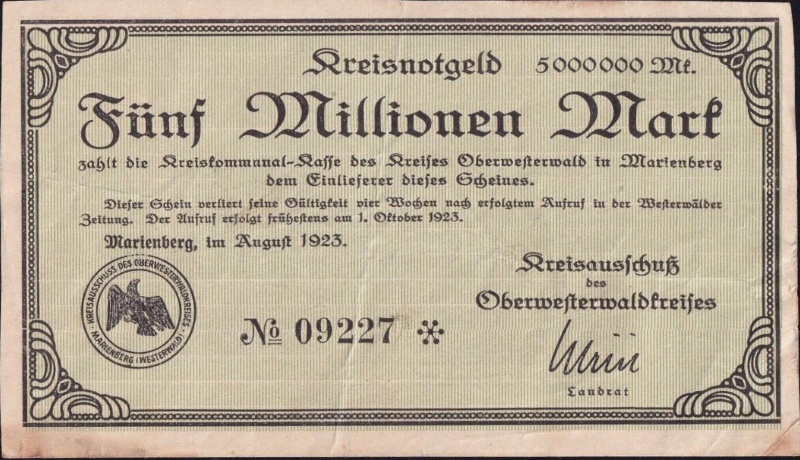 Kreisnotgeld 5000000 Mk.
Fünf Millionen Mark
zahlt die Kreiskommunal-Kasse des Kreises Oberwesterwald in Marienberg
dem Einlieferer dieses Scheines.
Dieser Schein verliert seine Gültigkeit vier Wochen nach erfolgtem Aufruf in der Westerwälder
Zeitung. Der Aufruf erfolgt frühestens am 1. Oktober 1923.
Marienberg, im August 1923.
Kreisausschuß
des
Oberwesterwaldkreises
KREISAUSSCHUSS DES OBERWESTERWALDKREISES
MARIENBERG (WESTERWALD)
No 09227 *
Landrat